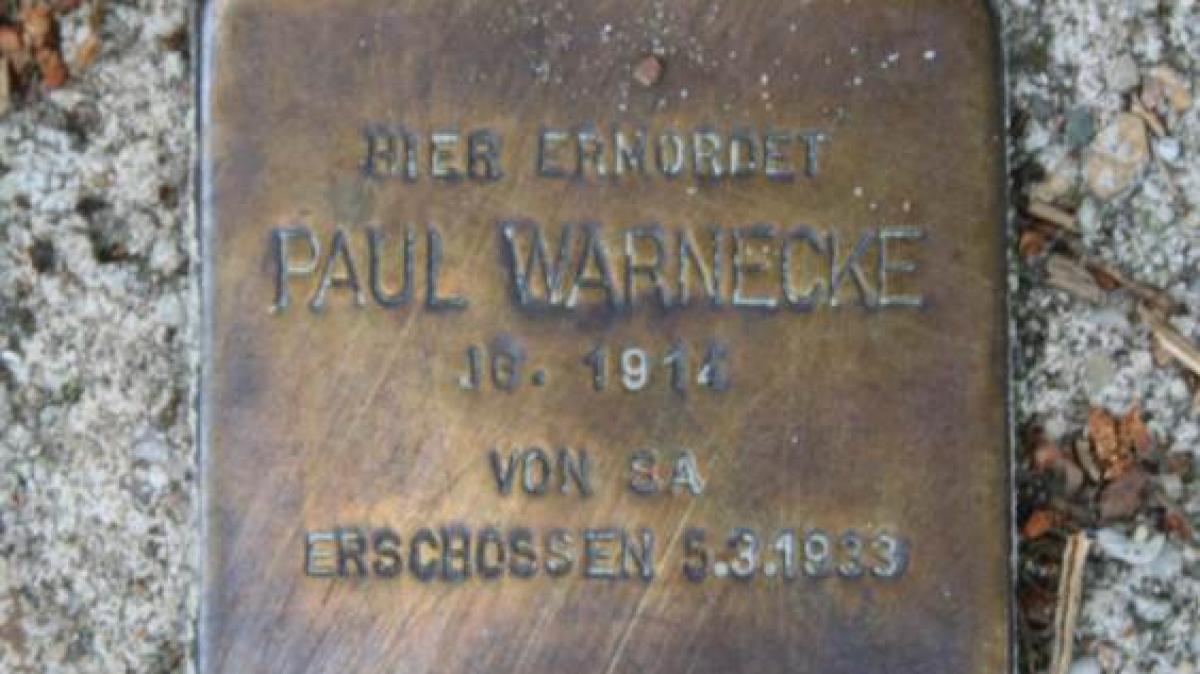 HIER ERMORDET
PAUL WARNECKE
JG. 1914
VON SA
ERSCHOSSEN 5.3.1933